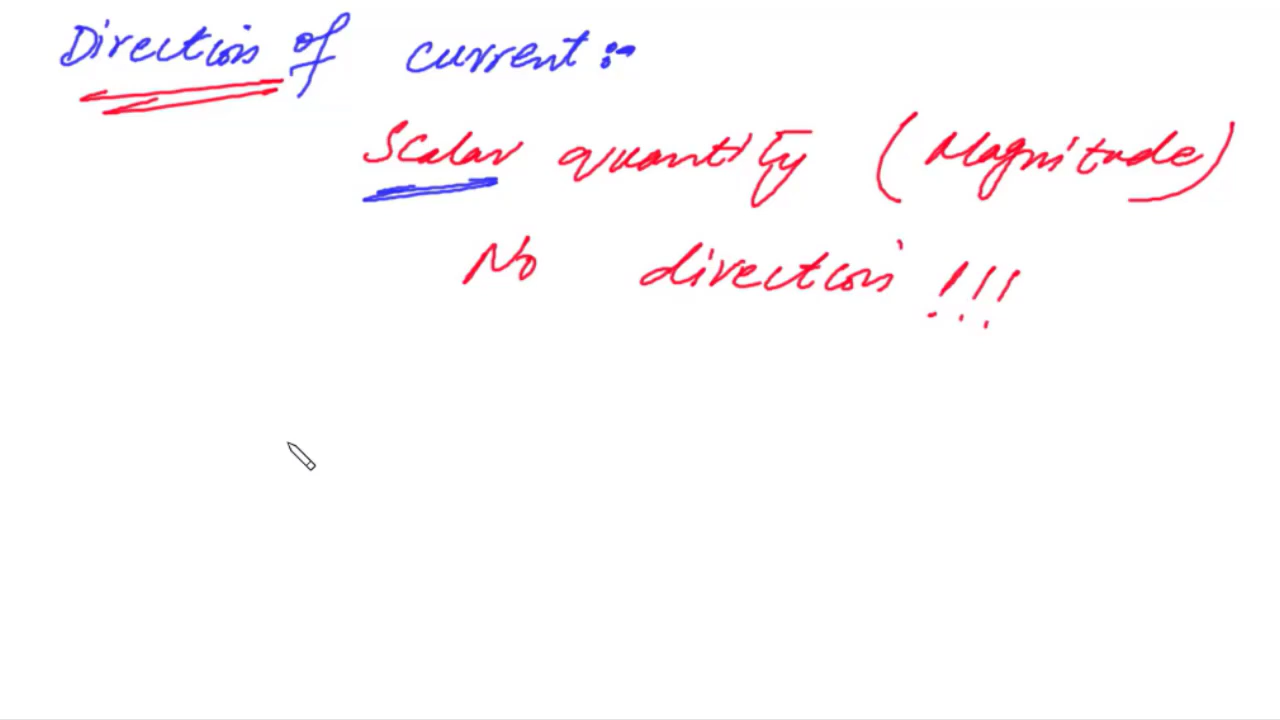 Direction of current :-
Scalar quantity (Magnitude)
No direction !!!